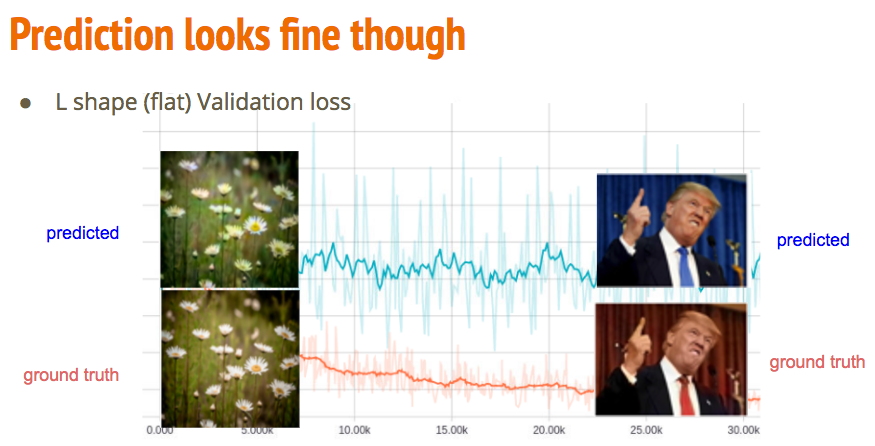 Prediction looks fine though
● L shape (flat) Validation loss
predicted
predicted
ground truth
ground truth
0.000 5.000k 10.00k 15.00k 20.00k 25.00k 30.00k